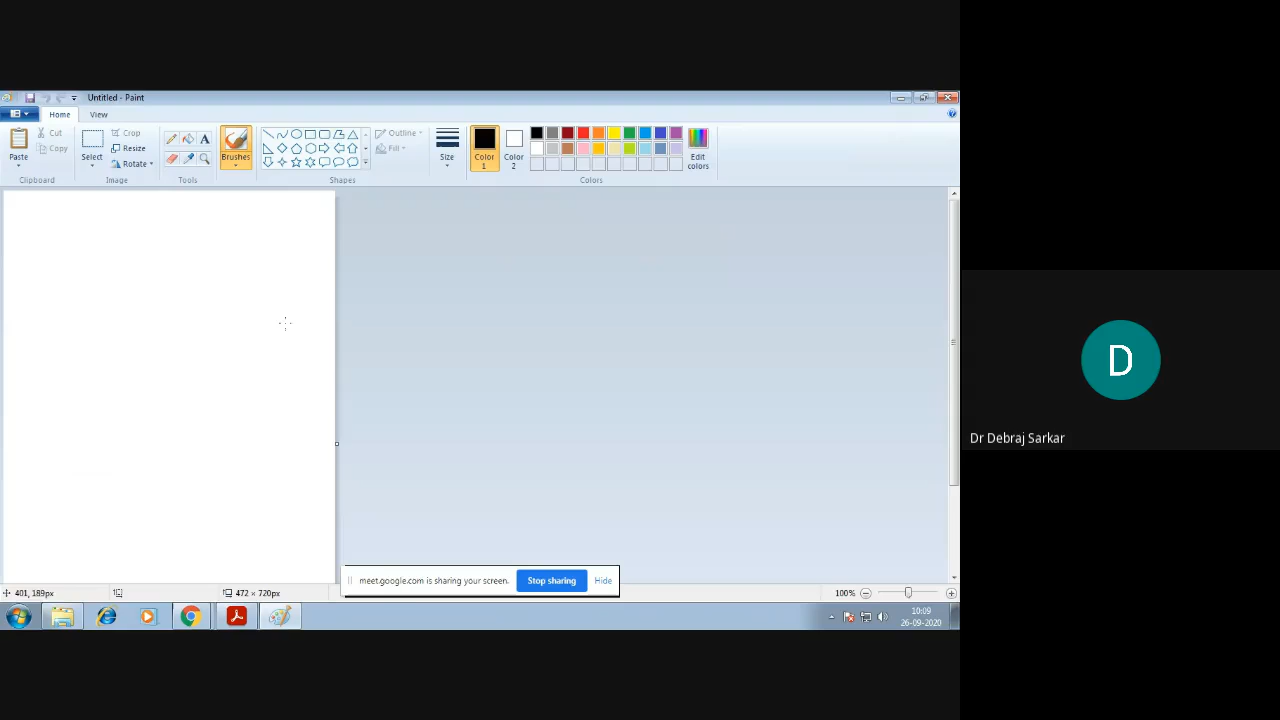 Untitled - Paint
Home
View
Paste
Cut
Copy
Clipboard
Select
Crop
Resize
Rotate
Image
A
Tools
Brushes
Outline
Fill
Shapes
Size
Color
1
Color
2
Edit
colors
Colors
D
Dr Debraj Sarkar
meet.google.com is sharing your screen.
Stop sharing
Hide
401, 189px
472 × 720px
100%
10:09
26-09-2020